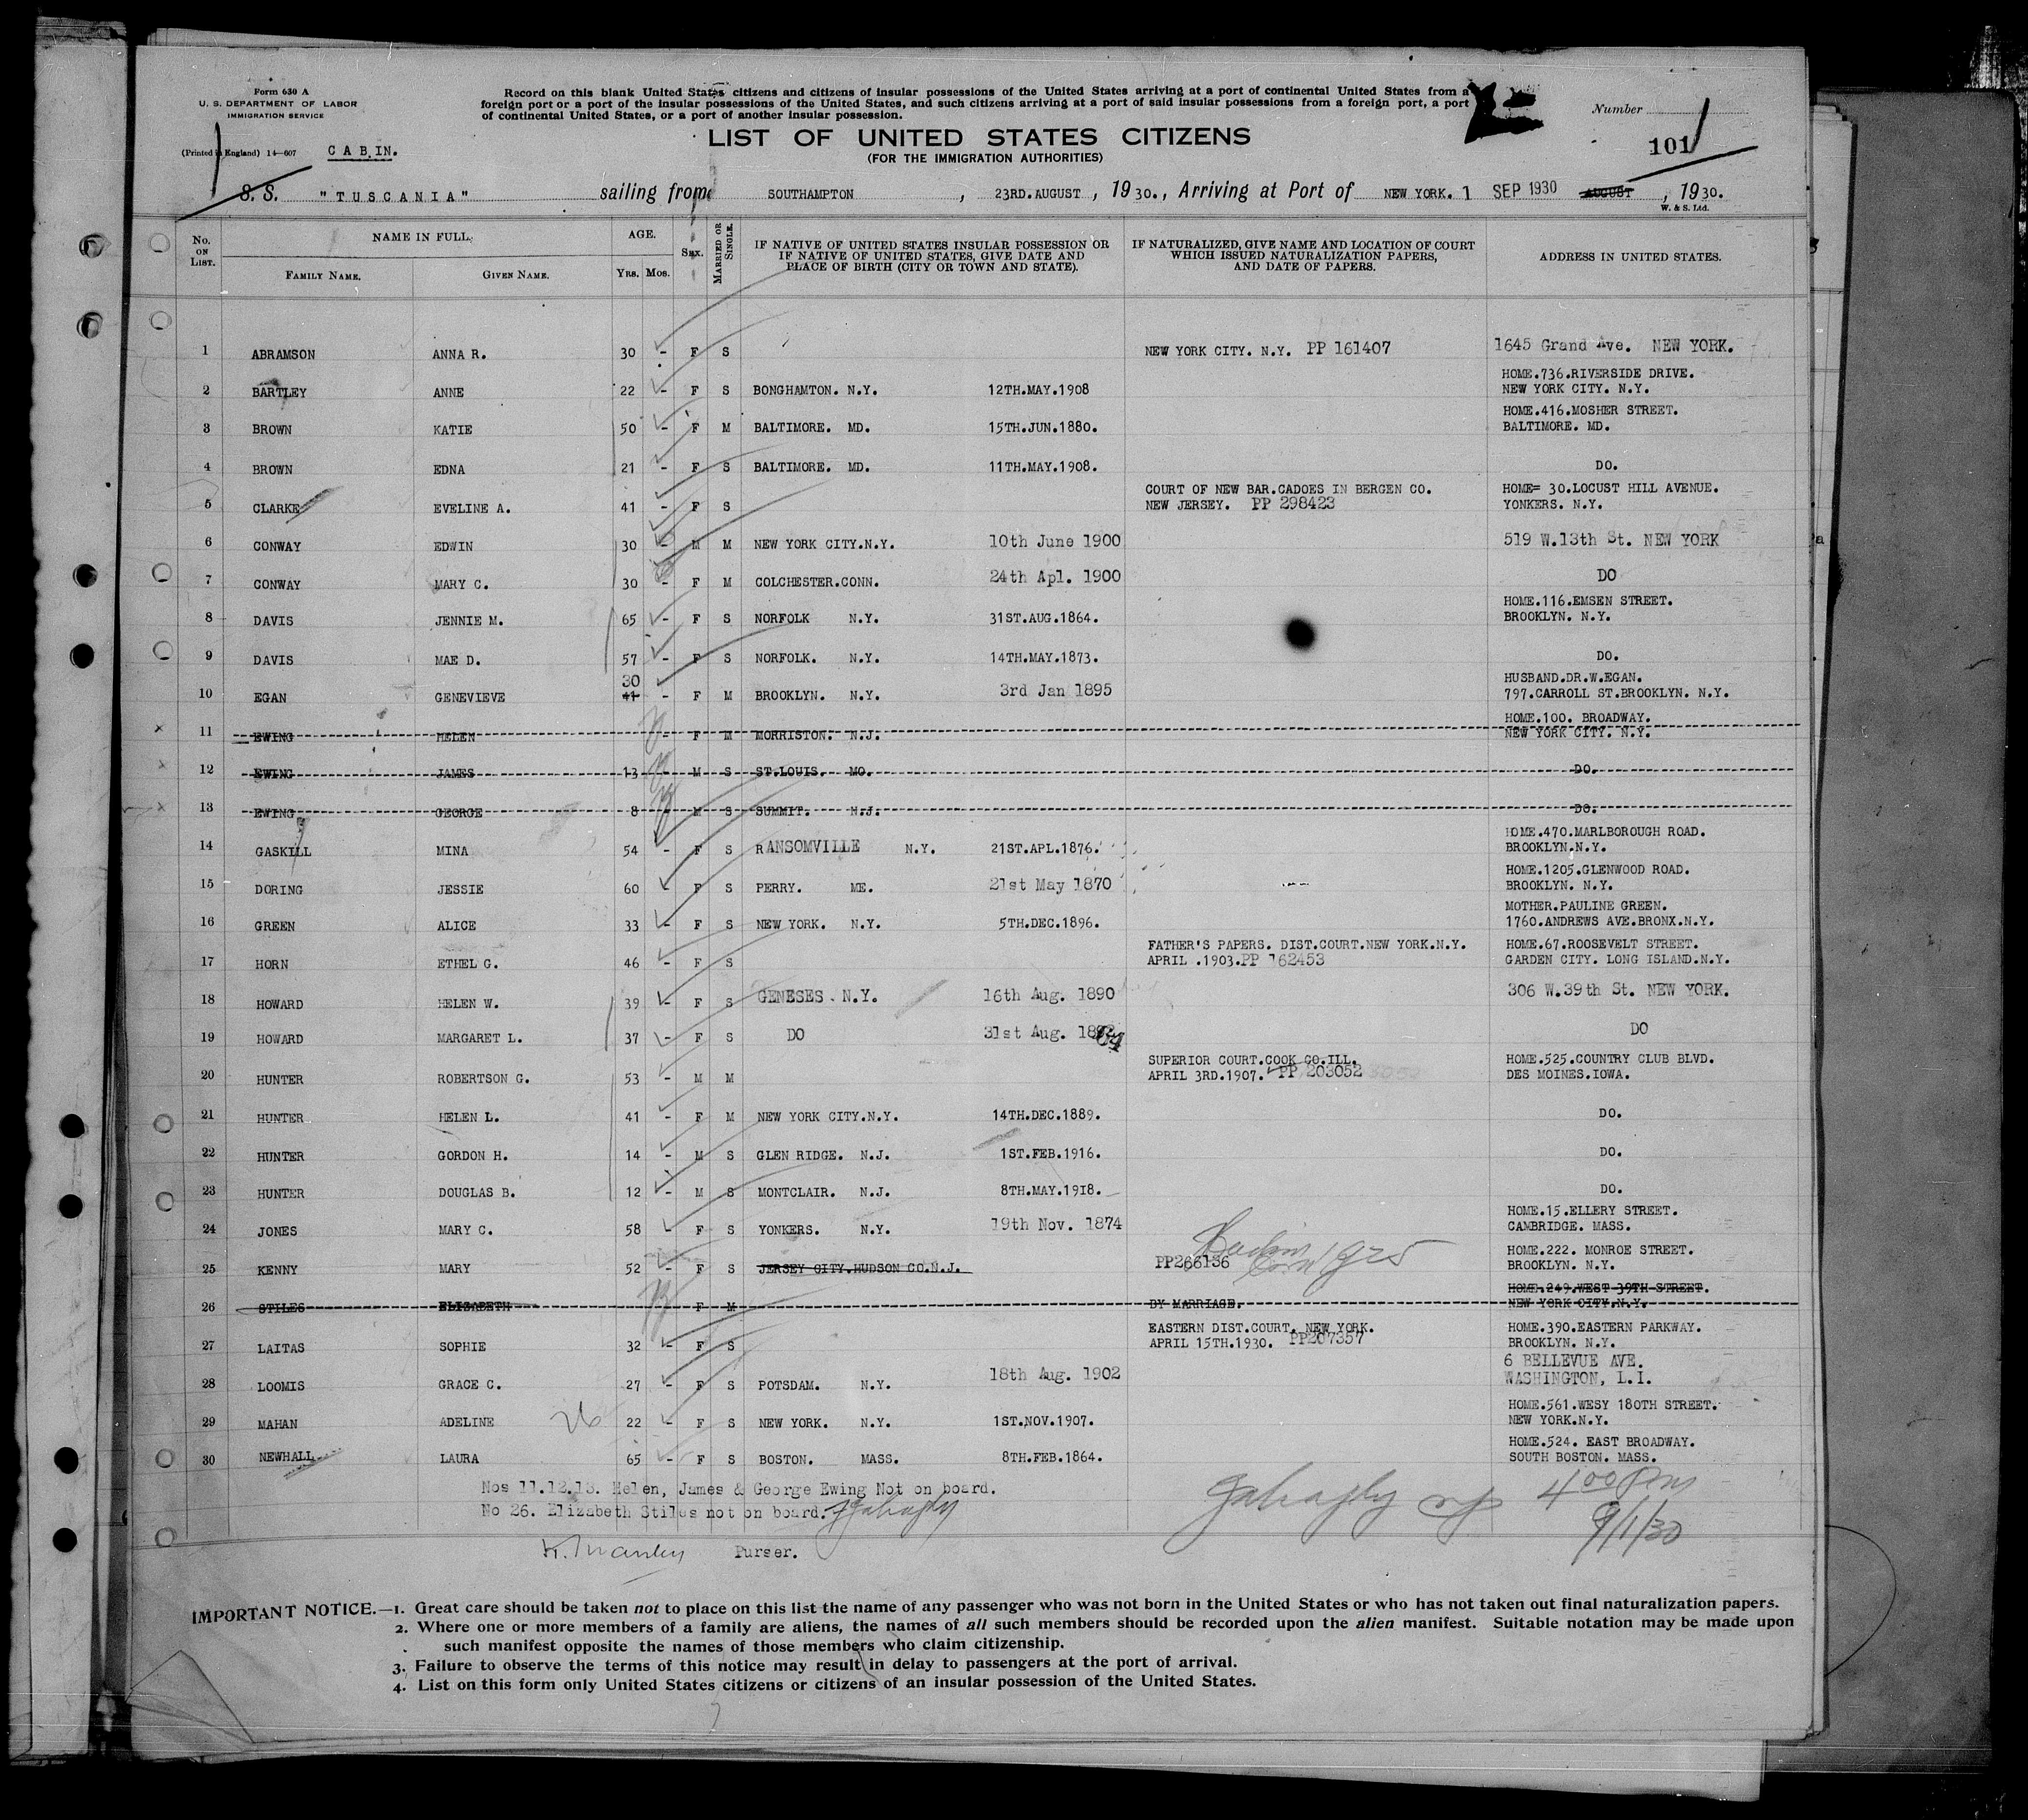 Form 630 A
U. S. DEPARTMENT OF LABOR
IMMIGRATION SERVICE
(Printed in England) 14—607
CABIN.
Record on this blank United States citizens and citizens of insular possessions of the United States arriving at a port of continental United States from a
foreign port or a port of the insular possessions of the United States, and such citizens arriving at a port of said insular possessions from a foreign port, a port
of continental United States, or a port of another insular possession.
LIST OF UNITED STATES CITIZENS
(FOR THE IMMIGRATION AUTHORITIES)
Number
101
S.S. "TUSCANIA" sailing from SOUTHAMPTON, 23RD.AUGUST, 1930., Arriving at Port of NEW YORK. 1 SEP 1930 AUGUST, 1930.
W. & S. Ltd.
No. ON LIST. NAME IN FULL. AGE. SEX. MARRIED OR SINGLE. IF NATIVE OF UNITED STATES INSULAR POSSESSION OR IF NATIVE OF UNITED STATES, GIVE DATE AND PLACE OF BIRTH (CITY OR TOWN AND STATE). IF NATURALIZED, GIVE NAME AND LOCATION OF COURT WHICH ISSUED NATURALIZATION PAPERS, AND DATE OF PAPERS. ADDRESS IN UNITED STATES.
FAMILY NAME. GIVEN NAME. YRS. MOS.
1 ABRAMSON ANNA R. 30 - F S NEW YORK CITY. N.Y. PP 161407 1645 Grand Ave. NEW YORK.
2 BARTLEY ANNE 22 - F S BONGHAMTON. N.Y. 12TH.MAY.1908 HOME.736.RIVERSIDE DRIVE. NEW YORK CITY. N.Y.
3 BROWN KATIE 50 - F M BALTIMORE. MD. 15TH.JUN.1880. HOME.416.MOSHER STREET. BALTIMORE. MD.
4 BROWN EDNA 21 - F S BALTIMORE. MD. 11TH.MAY.1908. DO.
5 CLARKE EVELINE A. 41 - F S COURT OF NEW BAR.CADOES IN BERGEN CO. NEW JERSEY. PP 298423 HOME= 30.LOCUST HILL AVENUE. YONKERS. N.Y.
6 CONWAY EDWIN 30 - M M NEW YORK CITY.N.Y. 10th June 1900 519 W.13th St. NEW YORK
7 CONWAY MARY C. 30 - F M COLCHESTER.CONN. 24th Apl. 1900 DO
8 DAVIS JENNIE M. 65 - F S NORFOLK N.Y. 31ST.AUG.1864. HOME.116.EMSEN STREET. BROOKLYN. N.Y.
9 DAVIS MAE D. 57 - F S NORFOLK. N.Y. 14TH.MAY.1873. DO.
10 EGAN GENEVIEVE 30 41 - F M BROOKLYN. N.Y. 3rd Jan 1895 HUSBAND.DR.W.EGAN. 797.CARROLL ST.BROOKLYN. N.Y.
11 EWING HELEN - F M MORRISTON. N.J. HOME.100. BROADWAY. NEW YORK CITY. N.Y.
12 EWING JAMES 13 - M S ST.LOUIS. MO. DO.
13 EWING GEORGE 8 - M S SUMMIT. N.J. DO.
14 GASKILL MINA 54 - F S RANSOMVILLE N.Y. 21ST.APL.1876. HOME.470.MARLBOROUGH ROAD. BROOKLYN.N.Y.
15 DORING JESSIE 60 - F S PERRY. ME. 21st May 1870 HOME.1205.GLENWOOD ROAD. BROOKLYN. N.Y.
16 GREEN ALICE 33 - F S NEW YORK. N.Y. 5TH.DEC.1896. MOTHER.PAULINE GREEN. 1760.ANDREWS AVE.BRONX.N.Y.
17 HORN ETHEL G. 46 - F S FATHER'S PAPERS. DIST.COURT.NEW YORK.N.Y. APRIL .1903.PP 162453 HOME.67.ROOSEVELT STREET. GARDEN CITY. LONG ISLAND.N.Y.
18 HOWARD HELEN W. 39 - F S GENESES. N.Y. 16th Aug. 1890 306 W.39th St. NEW YORK.
19 HOWARD MARGARET L. 37 - F S DO 31st Aug. DO
20 HUNTER ROBERTSON G. 53 - M M SUPERIOR COURT.COOK CO.ILL. APRIL 3RD.1907. PP 203052 HOME.525.COUNTRY CLUB BLVD. DES MOINES.IOWA.
21 HUNTER HELEN L. 41 - F M NEW YORK CITY.N.Y. 14TH.DEC.1889. DO.
22 HUNTER GORDON H. 14 - M S GLEN RIDGE. N.J. 1ST.FEB.1916. DO.
23 HUNTER DOUGLAS B. 12 - M S MONTCLAIR. N.J. 8TH.MAY.1918. DO.
24 JONES MARY C. 58 - F S YONKERS. N.Y. 19th Nov. 1874 HOME.15.ELLERY STREET. CAMBRIDGE. MASS.
25 KENNY MARY 52 - F S JERSEY CITY.HUDSON CO.N.J. PP266136 1925 HOME.222. MONROE STREET. BROOKLYN. N.Y.
26 STILES ELIZABETH F M BY MARRIAGE. HOME.249.WEST 39TH STREET. NEW YORK CITY.N.Y.
27 LAITAS SOPHIE 32 - F S EASTERN DIST.COURT. NEW YORK. APRIL 15TH.1930. PP207357 HOME.390.EASTERN PARKWAY. BROOKLYN. N.Y.
28 LOOMIS GRACE C. 27 - F S POTSDAM. N.Y. 18th Aug. 1902 6 BELLEVUE AVE. WASHINGTON, L.I.
29 MAHAN ADELINE 26 22 - F S NEW YORK. N.Y. 1ST.NOV.1907. HOME.561.WESY 180TH STREET. NEW YORK.N.Y.
30 NEWHALL LAURA 65 - F S BOSTON. MASS. 8TH.FEB.1864. HOME.524. EAST BROADWAY. SOUTH BOSTON. MASS.
Nos 11.12.13. Helen, James & George Ewing Not on board.
No 26. Elizabeth Stiles not on board.
400 Pm
9/1/30
Purser.
IMPORTANT NOTICE.—1. Great care should be taken not to place on this list the name of any passenger who was not born in the United States or who has not taken out final naturalization papers.
2. Where one or more members of a family are aliens, the names of all such members should be recorded upon the alien manifest. Suitable notation may be made upon
such manifest opposite the names of those members who claim citizenship.
3. Failure to observe the terms of this notice may result in delay to passengers at the port of arrival.
4. List on this form only United States citizens or citizens of an insular possession of the United States.